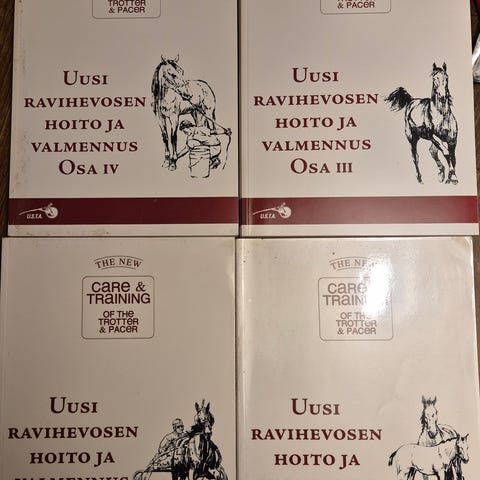 TROTTER
& PACER
UUSI
RAVIHEVOSEN
HOITO JA
VALMENNUS
OSA IV
U.S.T.A.
TROTTER
& PACER
UUSI
RAVIHEVOSEN
HOITO JA
VALMENNUS
OSA III
U.S.T.A.
THE NEW
CARE &
TRAINING
OF THE
TROTTER
& PACER
UUSI
RAVIHEVOSEN
HOITO JA
VALMENNUS
THE NEW
CARE &
TRAINING
OF THE
TROTTER
& PACER
UUSI
RAVIHEVOSEN
HOITO JA